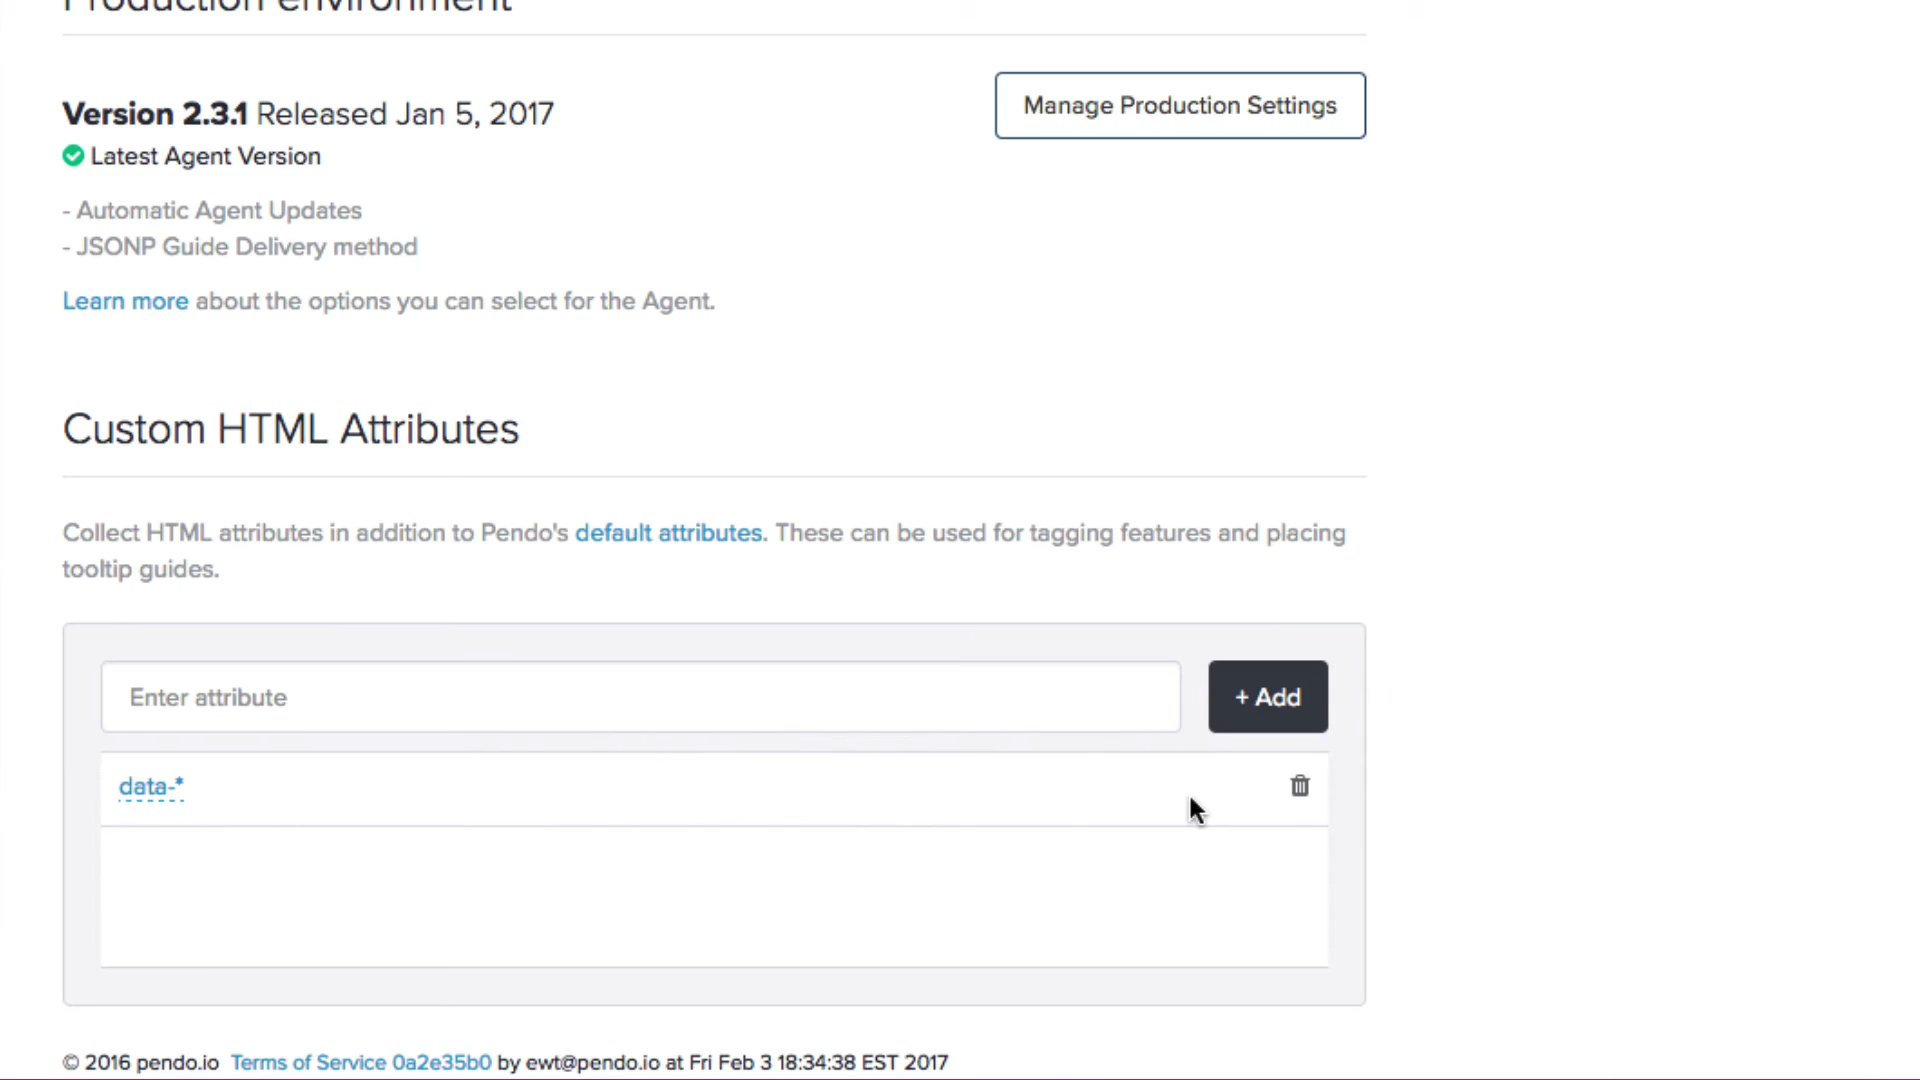 Production environment
Version 2.3.1 Released Jan 5, 2017
Manage Production Settings
Latest Agent Version
- Automatic Agent Updates
- JSONP Guide Delivery method
Learn more about the options you can select for the Agent.
Custom HTML Attributes
Collect HTML attributes in addition to Pendo's default attributes. These can be used for tagging features and placing
tooltip guides.
Enter attribute
+ Add
data-*
© 2016 pendo.io Terms of Service 0a2e35b0 by ewt@pendo.io at Fri Feb 3 18:34:38 EST 2017